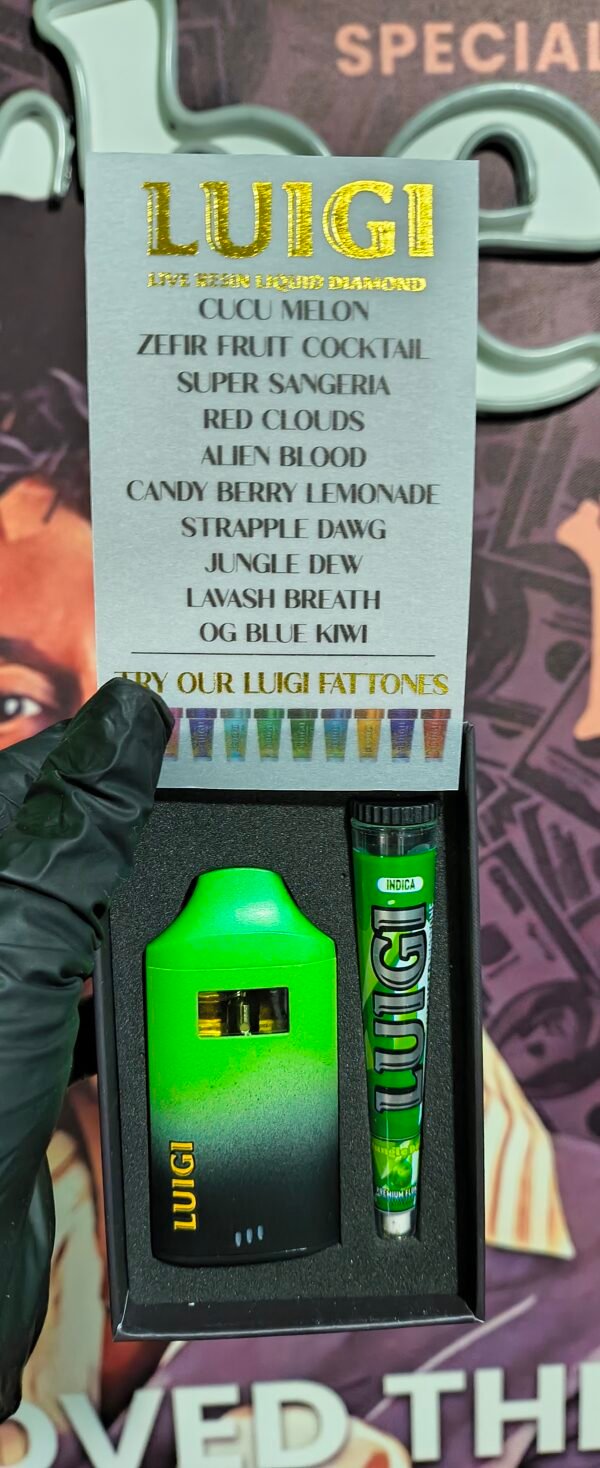 SPECIAL
LUIGI
LIVE RESIN LIQUID DIAMOND
CUCU MELON
ZEFIR FRUIT COCKTAIL
SUPER SANGERIA
RED CLOUDS
ALIEN BLOOD
CANDY BERRY LEMONADE
STRAPPLE DAWG
JUNGLE DEW
LAVASH BREATH
OG BLUE KIWI
TRY OUR LUIGI FATTONES
INDICA
LUIGI
LUIGI
PREMIUM
OVED TH